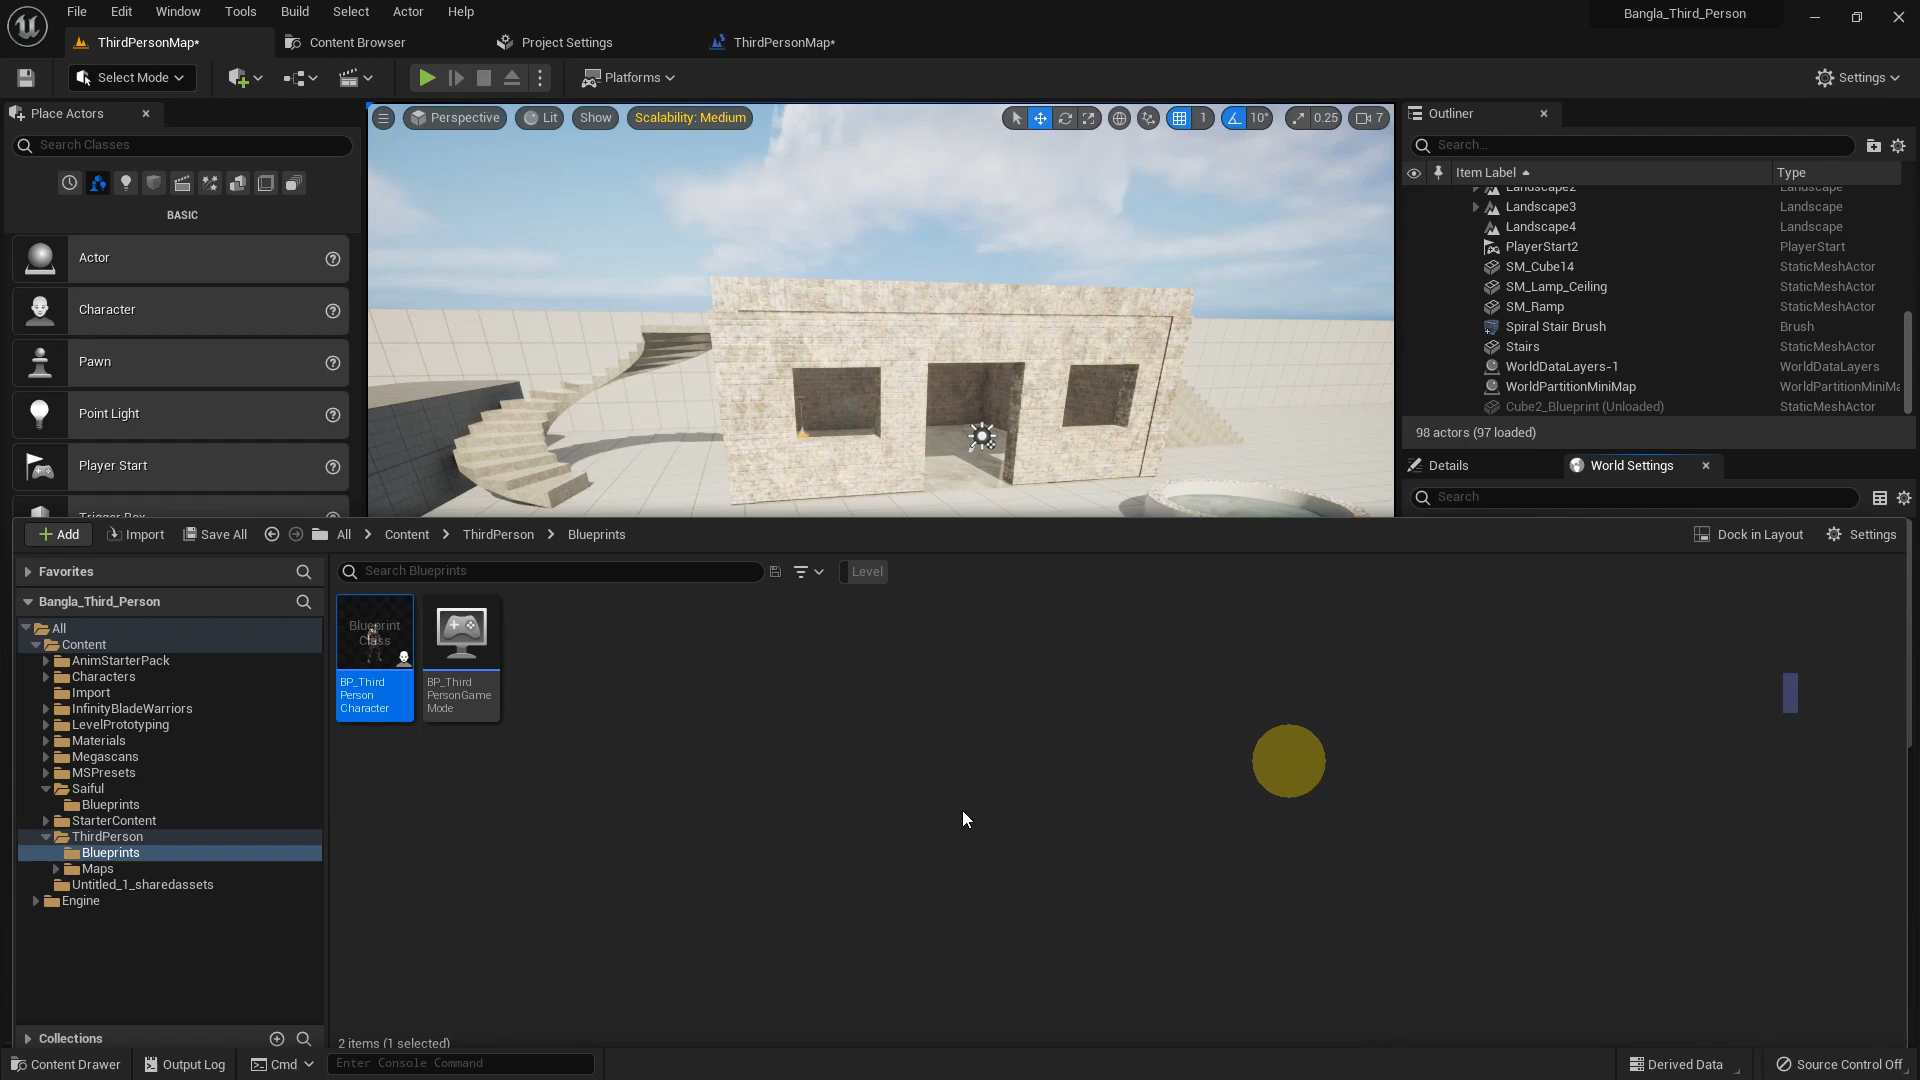 File Edit Window Tools Build Select Actor Help
Bangla_Third_Person
ThirdPersonMap*
Content Browser
Project Settings
ThirdPersonMap*
Select Mode
Platforms
Settings
Place Actors
Search Classes
BASIC
Actor
Character
Pawn
Point Light
Player Start
Perspective
Lit
Show
Scalability: Medium
1
10°
0.25
7
Outliner
Search...
Item Label
Type
Landscape2 Landscape
Landscape3 Landscape
Landscape4 Landscape
PlayerStart2 PlayerStart
SM_Cube14 StaticMeshActor
SM_Lamp_Ceiling StaticMeshActor
SM_Ramp StaticMeshActor
Spiral Stair Brush Brush
Stairs StaticMeshActor
WorldDataLayers-1 WorldDataLayers
WorldPartitionMiniMap WorldPartitionMiniMa
Cube2_Blueprint (Unloaded) StaticMeshActor
98 actors (97 loaded)
Details
World Settings
Search
Add
Import
Save All
All
Content
ThirdPerson
Blueprints
Dock in Layout
Settings
Favorites
Bangla_Third_Person
All
Content
AnimStarterPack
Characters
Import
InfinityBladeWarriors
LevelPrototyping
Materials
Megascans
MSPresets
Saiful
Blueprints
StarterContent
ThirdPerson
Blueprints
Maps
Untitled_1_sharedassets
Engine
Collections
Search Blueprints
Level
Blueprint
Class
BP_Third
Person
Character
BP_Third
PersonGame
Mode
2 items (1 selected)
Content Drawer
Output Log
Cmd
Enter Console Command
Derived Data
Source Control Off